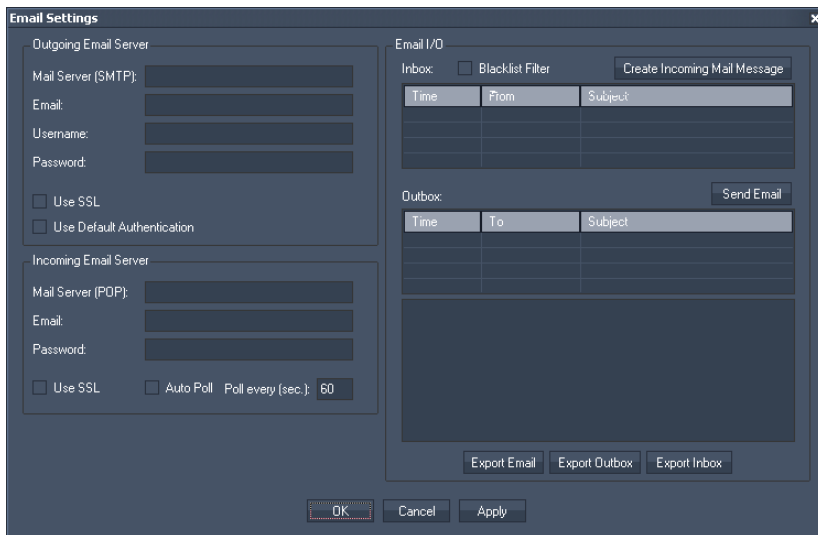 Email Settings
x
Outgoing Email Server
Mail Server (SMTP):
Email:
Username:
Password:
Use SSL
Use Default Authentication
Incoming Email Server
Mail Server (POP):
Email:
Password:
Use SSL
Auto Poll Poll every (sec.): 60
Email I/O
Inbox: Blacklist Filter Create Incoming Mail Message
Time From Subject
Outbox: Send Email
Time To Subject
Export Email Export Outbox Export Inbox
OK Cancel Apply